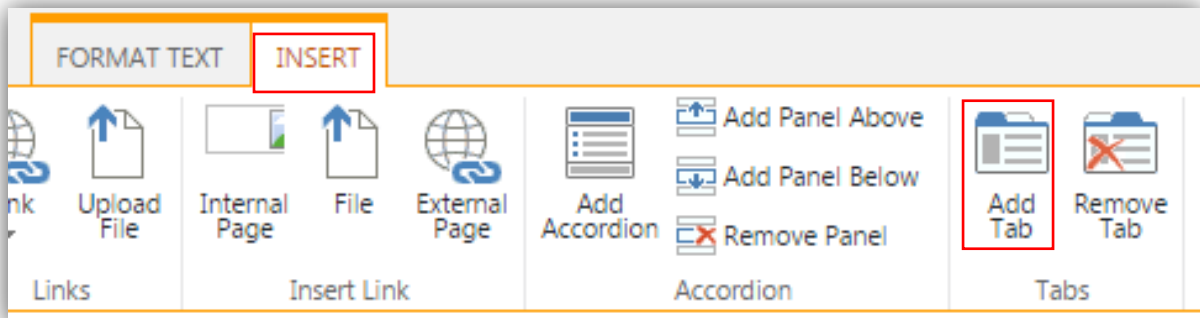 FORMAT TEXT INSERT
Upload File
Internal Page
File
External Page
Add Accordion
Add Panel Above
Add Panel Below
Remove Panel
Add Tab
Remove Tab
Links
Insert Link
Accordion
Tabs